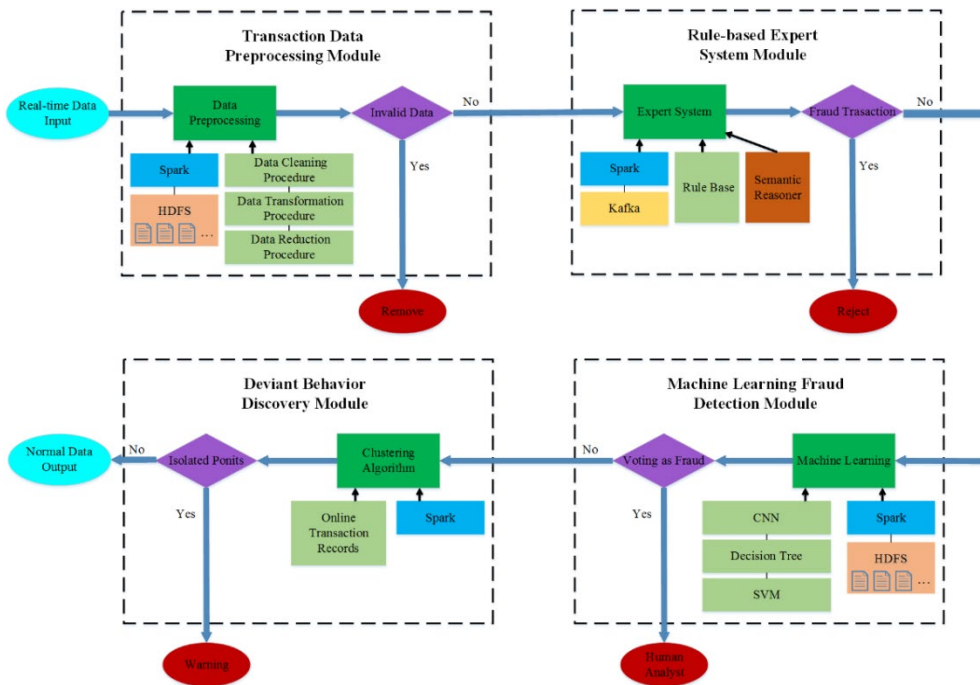 Transaction Data
Preprocessing Module
Real-time Data
Input
Data
Preprocessing
Invalid Data
No
Yes
Spark
HDFS
...
Data Cleaning
Procedure
Data Transformation
Procedure
Data Reduction
Procedure
Remove
Rule-based Expert
System Module
Expert System
Fraud Trasaction
No
Yes
Spark
Kafka
Rule Base
Semantic
Reasoner
Reject
Deviant Behavior
Discovery Module
Normal Data
Output
No
Isolated Ponits
Yes
Clustering
Algorithm
Online
Transaction
Records
Spark
Warning
Machine Learning Fraud
Detection Module
No
Voting as Fraud
Yes
Machine Learning
CNN
Decision Tree
SVM
Spark
HDFS
...
Human
Analyst